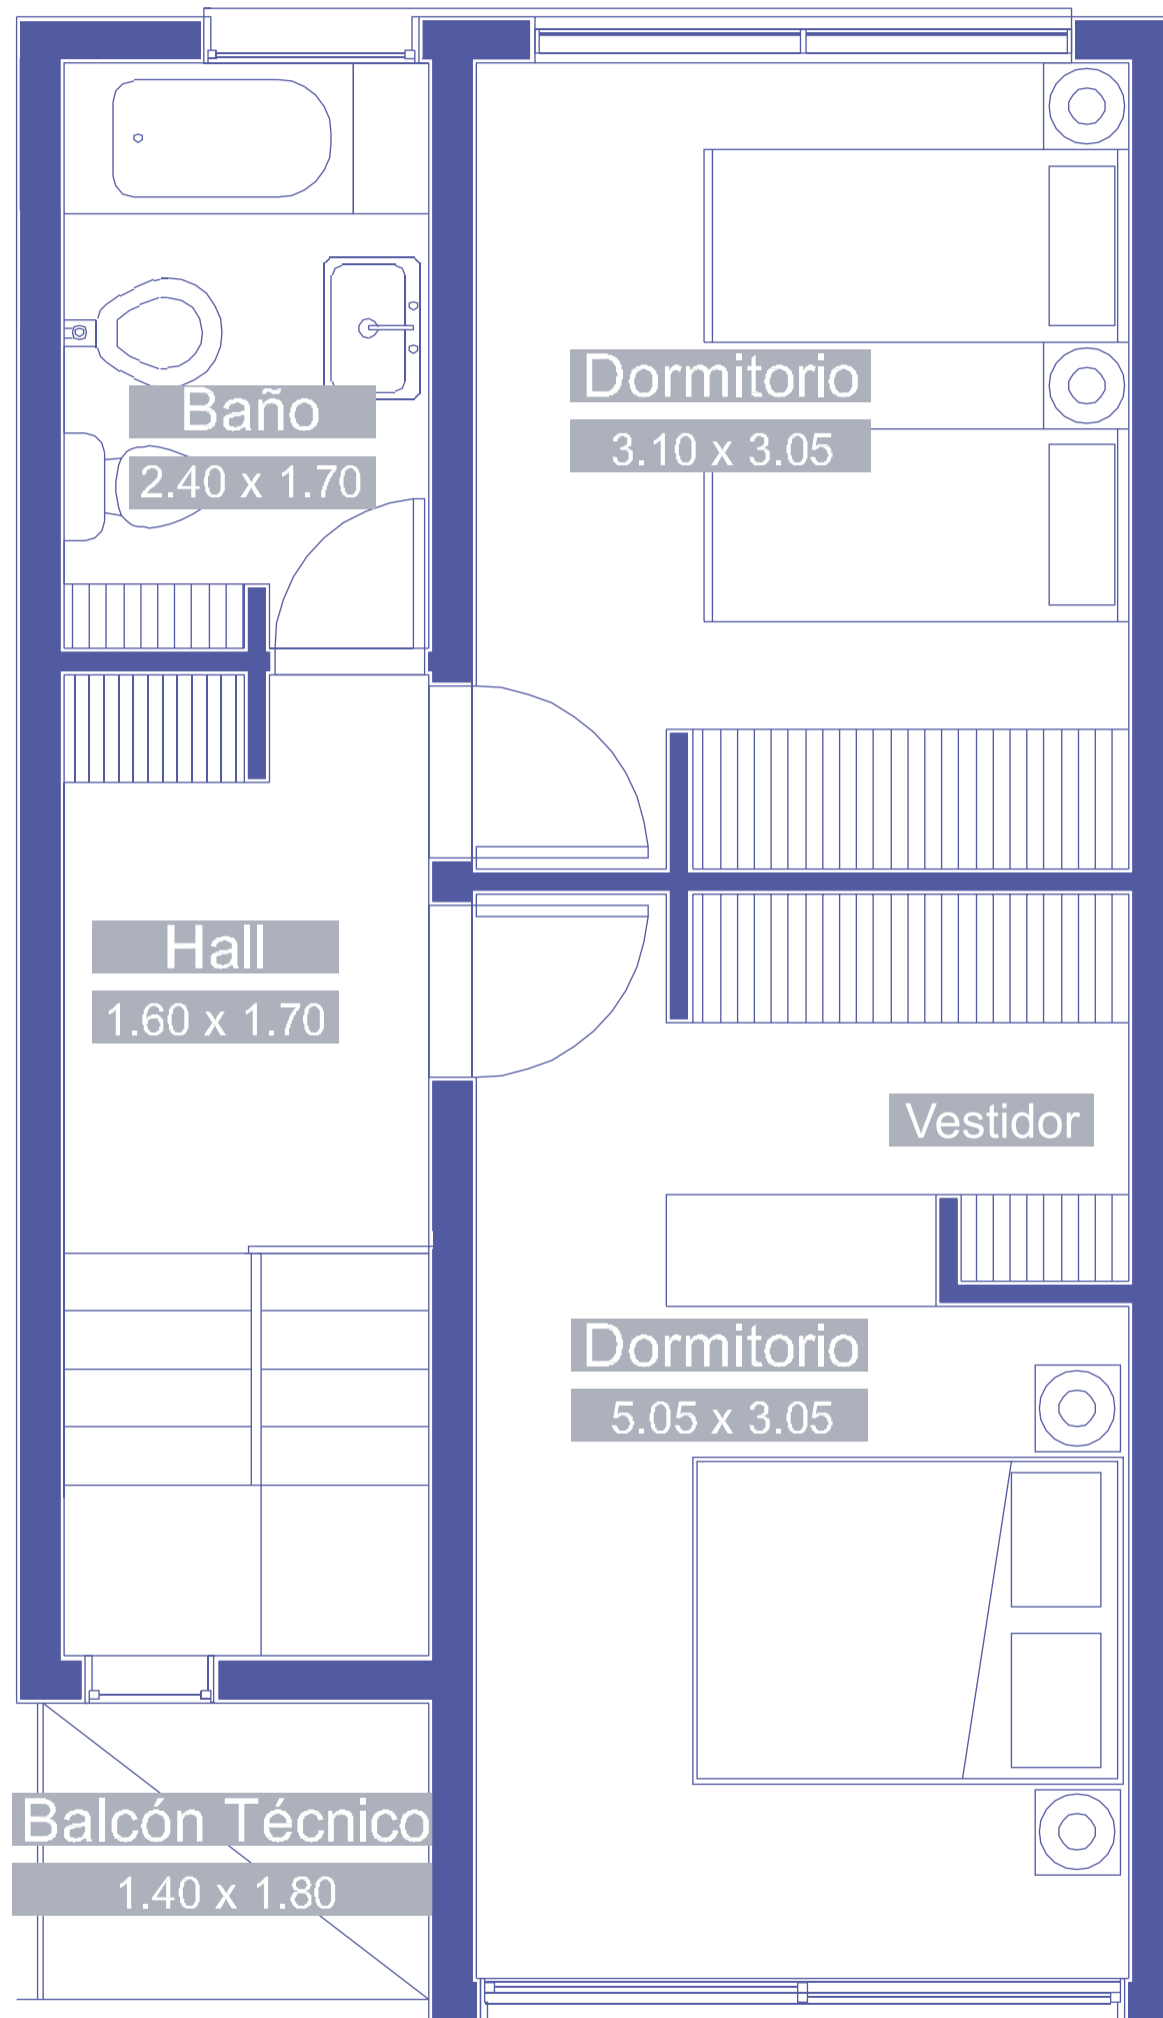 Dormitorio
3.10 x 3.05
Baño
2.40 x 1.70
Hall
1.60 x 1.70
Vestidor
Dormitorio
5.05 x 3.05
Balcón Técnico
1.40 x 1.80